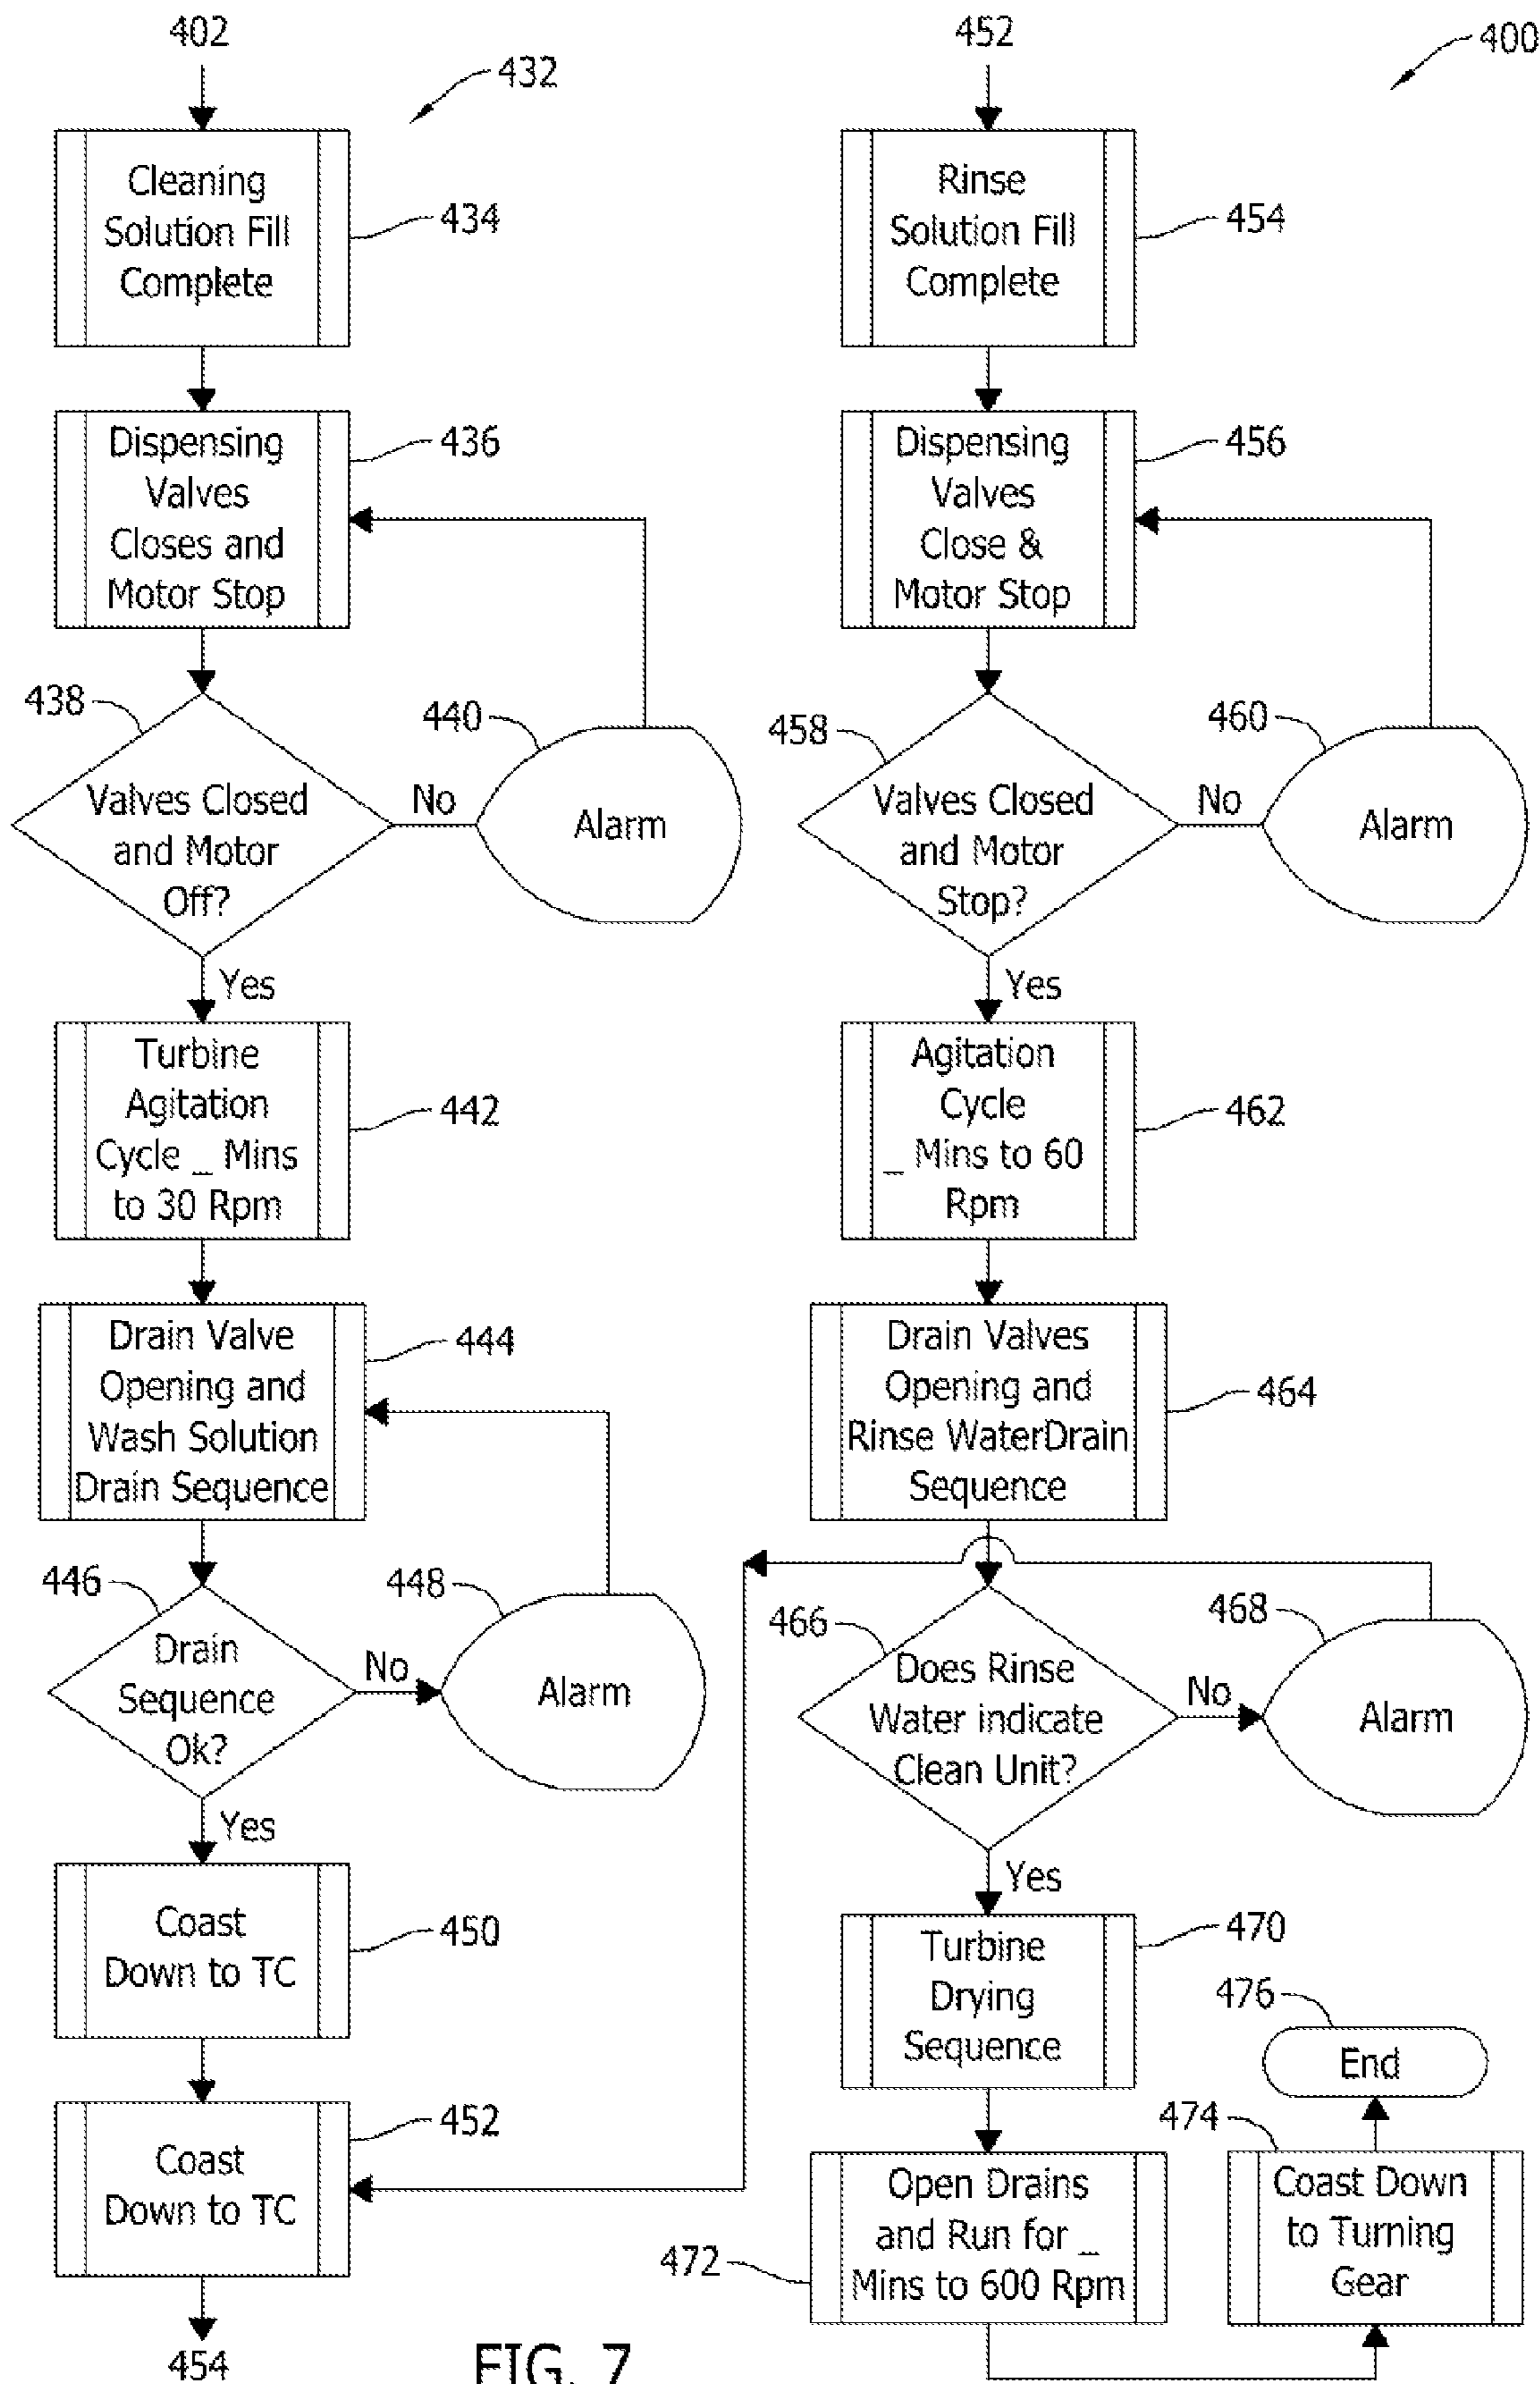 402
432
Cleaning
Solution Fill
Complete
434
Dispensing
Valves
Closes and
Motor Stop
436
438
Valves Closed
and Motor
Off?
No
440
Alarm
Yes
Turbine
Agitation
Cycle _ Mins
to 30 Rpm
442
Drain Valve
Opening and
Wash Solution
Drain Sequence
444
446
Drain
Sequence
Ok?
No
448
Alarm
Yes
Coast
Down to TC
450
Coast
Down to TC
452
454
452
400
Rinse
Solution Fill
Complete
454
Dispensing
Valves
Close &
Motor Stop
456
458
Valves Closed
and Motor
Stop?
No
460
Alarm
Yes
Agitation
Cycle
_ Mins to 60
Rpm
462
Drain Valves
Opening and
Rinse WaterDrain
Sequence
464
466
Does Rinse
Water indicate
Clean Unit?
No
468
Alarm
Yes
Turbine
Drying
Sequence
470
Open Drains
and Run for _
Mins to 600 Rpm
472
474
Coast Down
to Turning
Gear
476
End
FIG. 7